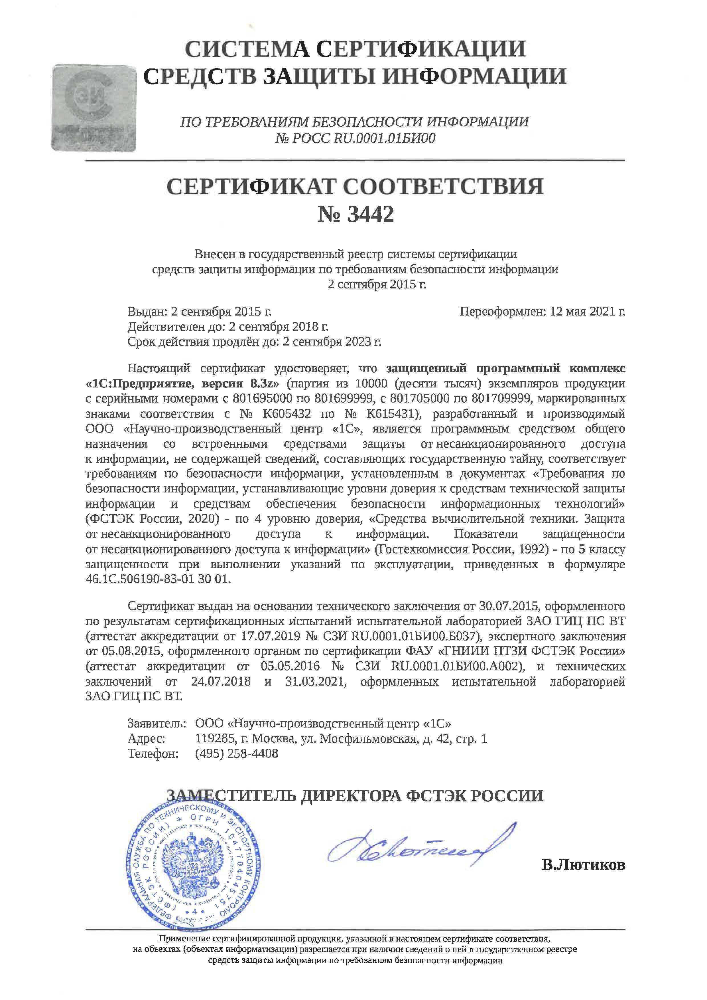 СИСТЕМА СЕРТИФИКАЦИИ
СРЕДСТВ ЗАЩИТЫ ИНФОРМАЦИИ
СЗИ
ПО ТРЕБОВАНИЯМ БЕЗОПАСНОСТИ ИНФОРМАЦИИ
№ РОСС RU.0001.01БИ00
СЕРТИФИКАТ СООТВЕТСТВИЯ
№ 3442
Внесен в государственный реестр системы сертификации
средств защиты информации по требованиям безопасности информации
2 сентября 2015 г.
Выдан: 2 сентября 2015 г. Переоформлен: 12 мая 2021 г.
Действителен до: 2 сентября 2018 г.
Срок действия продлён до: 2 сентября 2023 г.
Настоящий сертификат удостоверяет, что защищенный программный комплекс
«1С:Предприятие, версия 8.3z» (партия из 10000 (десяти тысяч) экземпляров продукции
с серийными номерами с 801695000 по 801699999, с 801705000 по 801709999, маркированных
знаками соответствия с № К605432 по № К615431), разработанный и производимый
ООО «Научно-производственный центр «1С», является программным средством общего
назначения со встроенными средствами защиты от несанкционированного доступа
к информации, не содержащей сведений, составляющих государственную тайну, соответствует
требованиям по безопасности информации, установленным в документах «Требования по
безопасности информации, устанавливающие уровни доверия к средствам технической защиты
информации и средствам обеспечения безопасности информационных технологий»
(ФСТЭК России, 2020) - по 4 уровню доверия, «Средства вычислительной техники. Защита
от несанкционированного доступа к информации. Показатели защищенности
от несанкционированного доступа к информации» (Гостехкомиссия России, 1992) - по 5 классу
защищенности при выполнении указаний по эксплуатации, приведенных в формуляре
46.1С.506190-83-01 30 01.
Сертификат выдан на основании технического заключения от 30.07.2015, оформленного
по результатам сертификационных испытаний испытательной лабораторией ЗАО ГИЦ ПС ВТ
(аттестат аккредитации от 17.07.2019 № СЗИ RU.0001.01БИ00.Б037), экспертного заключения
от 05.08.2015, оформленного органом по сертификации ФАУ «ГНИИИ ПТЗИ ФСТЭК России»
(аттестат аккредитации от 05.05.2016 № СЗИ RU.0001.01БИ00.А002), и технических
заключений от 24.07.2018 и 31.03.2021, оформленных испытательной лабораторией
ЗАО ГИЦ ПС ВТ.
Заявитель: ООО «Научно-производственный центр «1С»
Адрес: 119285, г. Москва, ул. Мосфильмовская, д. 42, стр. 1
Телефон: (495) 258-4408
ЗАМЕСТИТЕЛЬ ДИРЕКТОРА ФСТЭК РОССИИ
ФЕДЕРАЛЬНАЯ СЛУЖБА ПО ТЕХНИЧЕСКОМУ И ЭКСПОРТНОМУ КОНТРОЛЮ
(ФСТЭК РОССИИ) * ОГРН 1047704045751
ИНН 7701350013 * ИНН 7701350013 * ИНН 7701350013 * ИНН 7701350013
* 4 *
В.Лютиков
Применение сертифицированной продукции, указанной в настоящем сертификате соответствия,
на объектах (объектах информатизации) разрешается при наличии сведений о ней в государственном реестре
средств защиты информации по требованиям безопасности информации